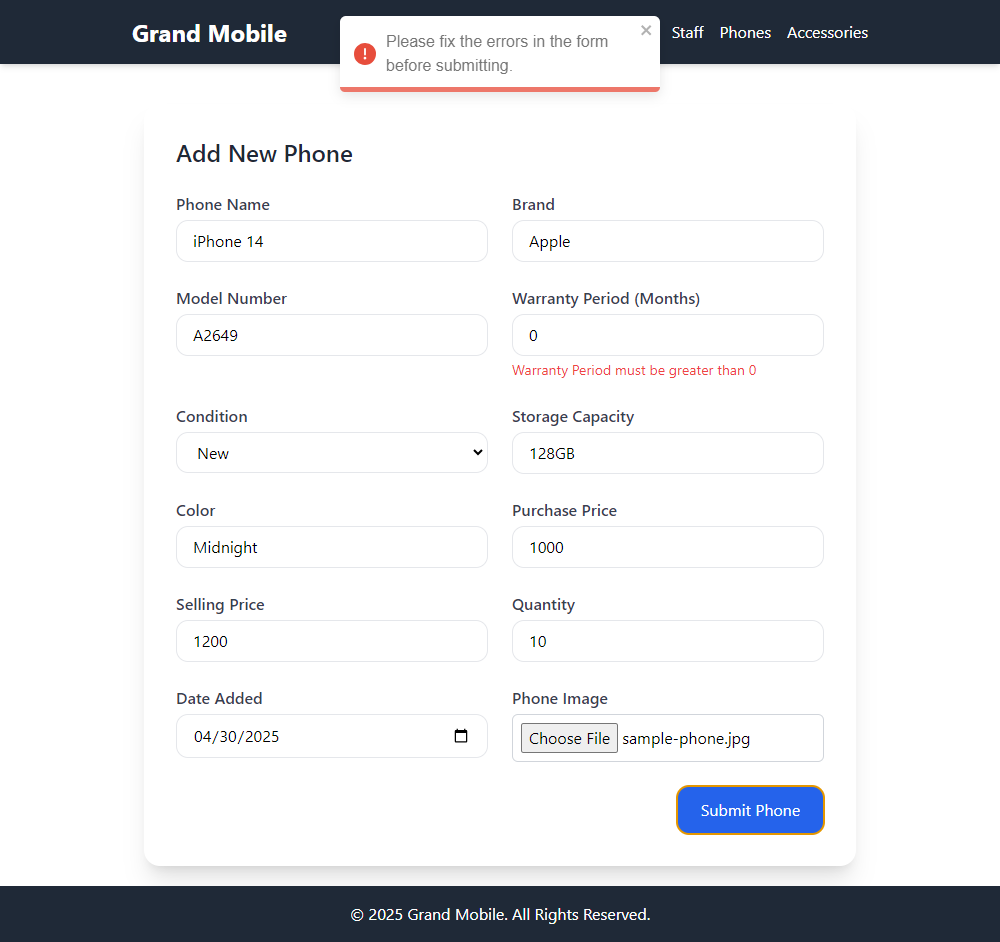 Grand Mobile
Staff Phones Accessories
Please fix the errors in the form
before submitting.
Add New Phone
Phone Name
iPhone 14
Brand
Apple
Model Number
A2649
Warranty Period (Months)
0
Warranty Period must be greater than 0
Condition
New
Storage Capacity
128GB
Color
Midnight
Purchase Price
1000
Selling Price
1200
Quantity
10
Date Added
04/30/2025
Phone Image
Choose File sample-phone.jpg
Submit Phone
© 2025 Grand Mobile. All Rights Reserved.